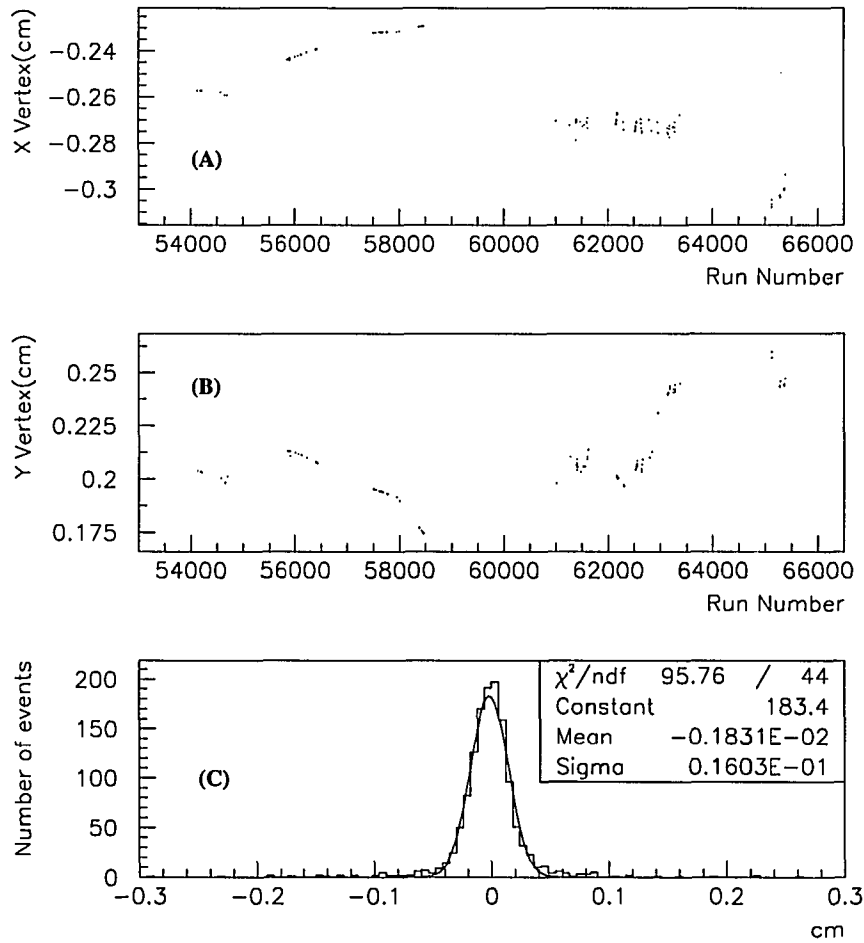 X Vertex(cm)
−0.24
−0.26
−0.28
−0.3
(A)
54000 56000 58000 60000 62000 64000 66000
Run Number
Y Vertex(cm)
0.25
0.225
0.2
0.175
(B)
54000 56000 58000 60000 62000 64000 66000
Run Number
Number of events
200
150
100
50
0
(C)
χ²/ndf 95.76 / 44
Constant 183.4
Mean −0.1831E−02
Sigma 0.1603E−01
−0.3 −0.2 −0.1 0 0.1 0.2 0.3
cm